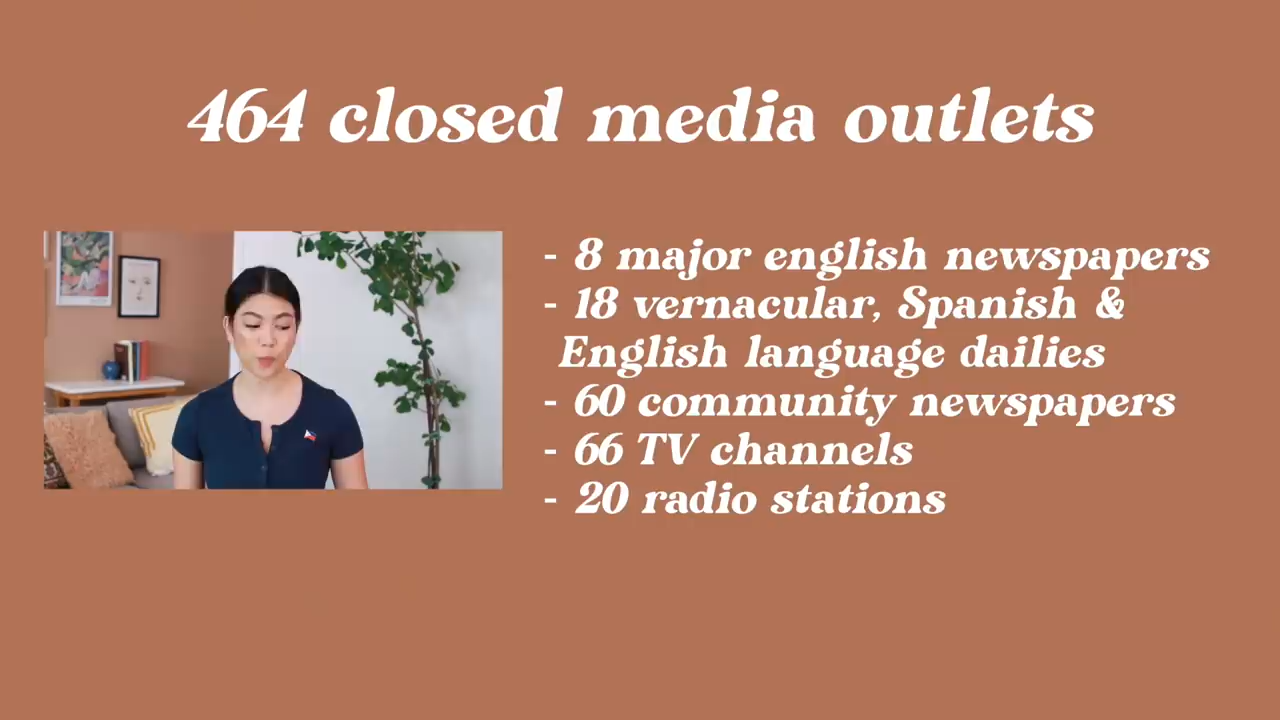 464 closed media outlets
- 8 major english newspapers
- 18 vernacular, Spanish &
English language dailies
- 60 community newspapers
- 66 TV channels
- 20 radio stations